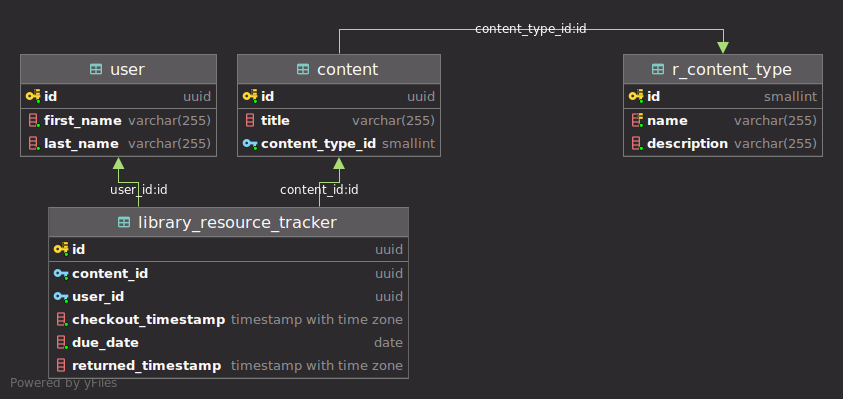 content_type_id:id
user
id uuid
first_name varchar(255)
last_name varchar(255)
content
id uuid
title varchar(255)
content_type_id smallint
r_content_type
id smallint
name varchar(255)
description varchar(255)
user_id:id
content_id:id
library_resource_tracker
id uuid
content_id uuid
user_id uuid
checkout_timestamp timestamp with time zone
due_date date
returned_timestamp timestamp with time zone
Powered by yFiles